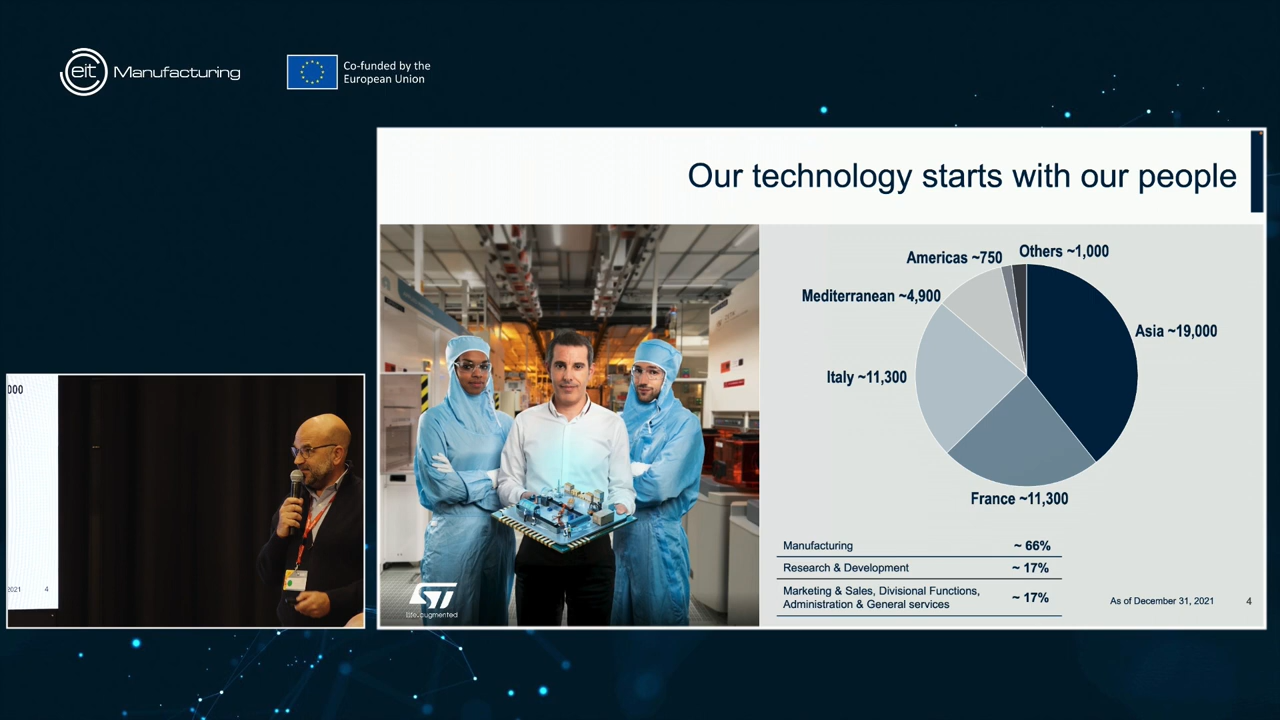 eit Manufacturing
Co-funded by the
European Union
Our technology starts with our people
Americas ~750
Others ~1,000
Mediterranean ~4,900
Asia ~19,000
Italy ~11,300
France ~11,300
Manufacturing ~ 66%
Research & Development ~ 17%
Marketing & Sales, Divisional Functions,
Administration & General services ~ 17%
As of December 31, 2021 4
ST
life.augmented
000
2021 4